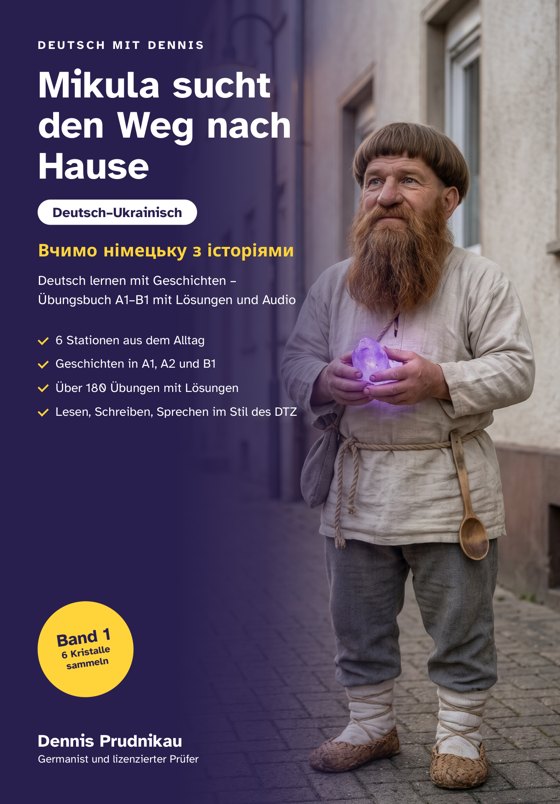 DEUTSCH MIT DENNIS
Mikula sucht
den Weg nach
Hause
Deutsch–Ukrainisch
Вчимо німецьку з історіями
Deutsch lernen mit Geschichten –
Übungsbuch A1–B1 mit Lösungen und Audio
6 Stationen aus dem Alltag
Geschichten in A1, A2 und B1
Über 180 Übungen mit Lösungen
Lesen, Schreiben, Sprechen im Stil des DTZ
Band 1
6 Kristalle
sammeln
Dennis Prudnikau
Germanist und lizenzierter Prüfer